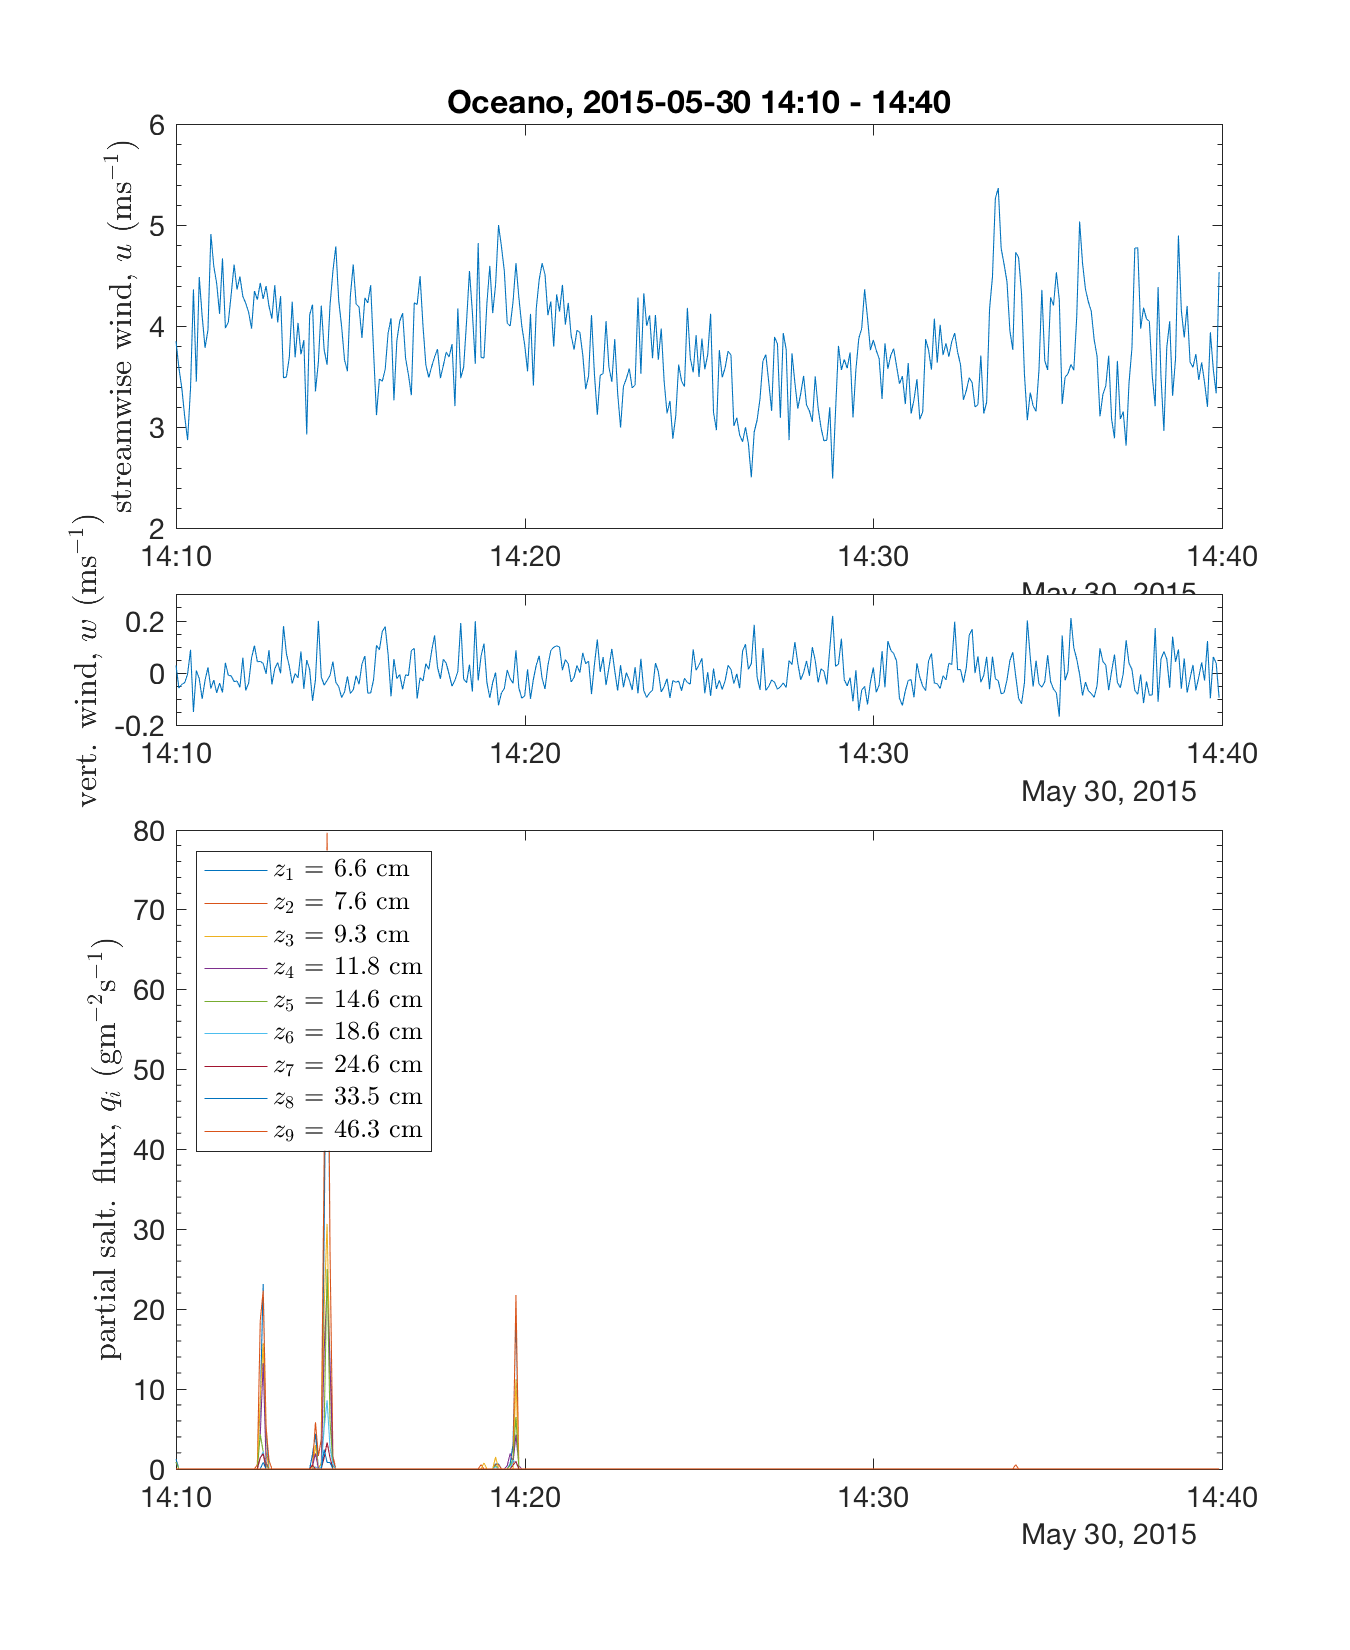 Oceano, 2015-05-30 14:10 - 14:40
streamwise wind, u (ms⁻¹)
6
5
4
3
2
14:10 14:20 14:30 14:40
May 30, 2015
vert. wind, w (ms⁻¹)
0.2
0
-0.2
14:10 14:20 14:30 14:40
May 30, 2015
partial salt. flux, qᵢ (gm⁻²s⁻¹)
80
70
60
50
40
30
20
10
0
z₁ = 6.6 cm
z₂ = 7.6 cm
z₃ = 9.3 cm
z₄ = 11.8 cm
z₅ = 14.6 cm
z₆ = 18.6 cm
z₇ = 24.6 cm
z₈ = 33.5 cm
z₉ = 46.3 cm
14:10 14:20 14:30 14:40
May 30, 2015